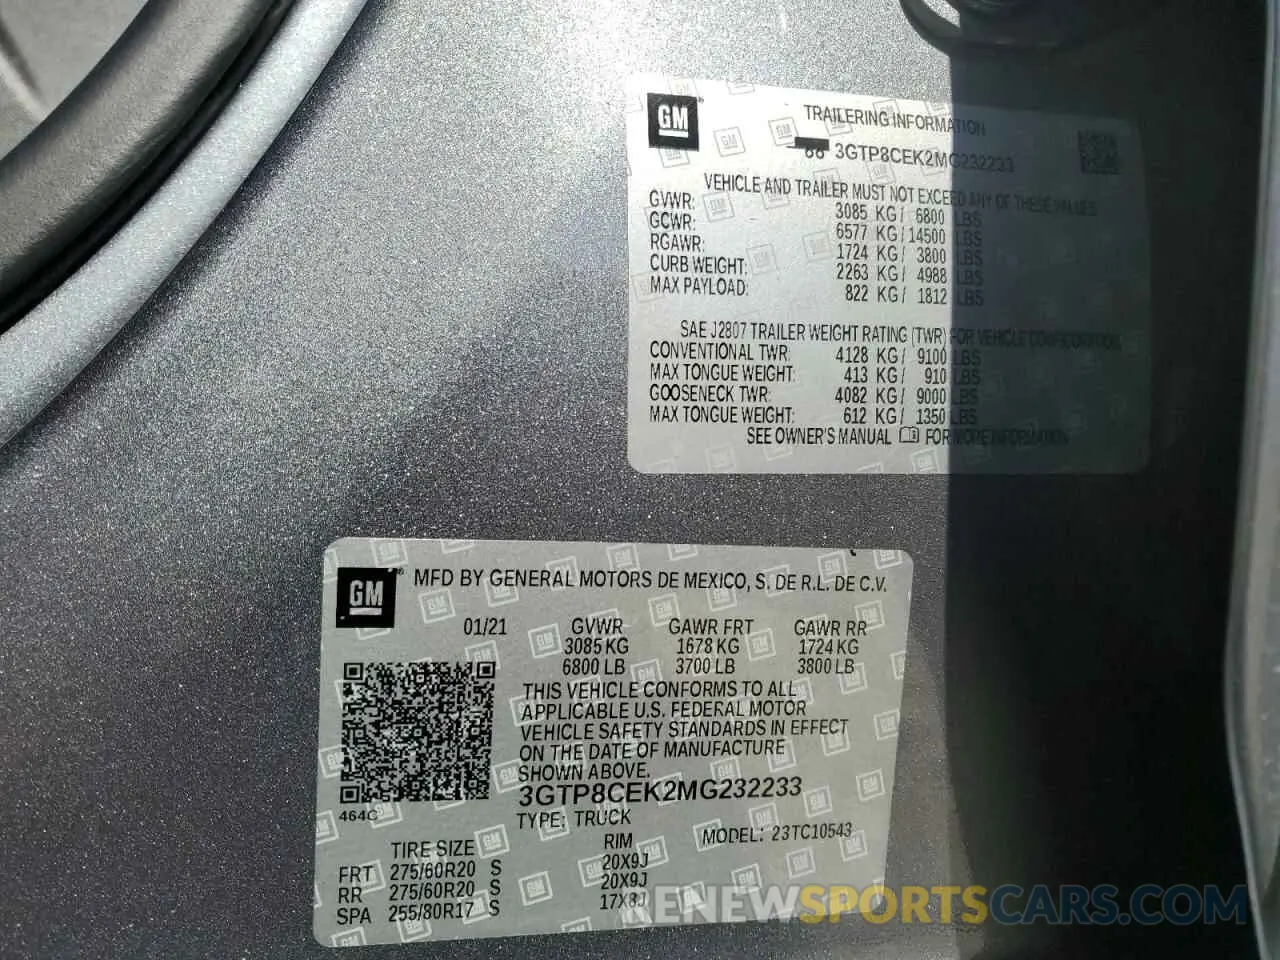 GM TRAILERING INFORMATION
3GTP8CEK2MG232233
VEHICLE AND TRAILER MUST NOT EXCEED ANY OF THESE VALUES
GVWR: 3085 KG/ 6800 LBS
GCWR: 6577 KG/ 14500 LBS
RGAWR: 1724 KG/ 3800 LBS
CURB WEIGHT: 2263 KG/ 4988 LBS
MAX PAYLOAD: 822 KG/ 1812 LBS
SAE J2807 TRAILER WEIGHT RATING (TWR) FOR VEHICLE CONFIGURATION
CONVENTIONAL TWR: 4128 KG/ 9100 LBS
MAX TONGUE WEIGHT: 413 KG/ 910 LBS
GOOSENECK TWR: 4082 KG/ 9000 LBS
MAX TONGUE WEIGHT: 612 KG/ 1350 LBS
SEE OWNER'S MANUAL FOR MORE INFORMATION
GM MFD BY GENERAL MOTORS DE MEXICO, S. DE R.L. DE C.V.
01/21 GVWR GAWR FRT GAWR RR
3085 KG 1678 KG 1724 KG
6800 LB 3700 LB 3800 LB
THIS VEHICLE CONFORMS TO ALL
APPLICABLE U.S. FEDERAL MOTOR
VEHICLE SAFETY STANDARDS IN EFFECT
ON THE DATE OF MANUFACTURE
SHOWN ABOVE.
3GTP8CEK2MG232233
464C TYPE: TRUCK MODEL: 23TC10543
TIRE SIZE RIM
FRT 275/60R20 S 20X9J
RR 275/60R20 S 20X9J
SPA 255/80R17 S 17X8J
RENEWSPORTSCARS.COM